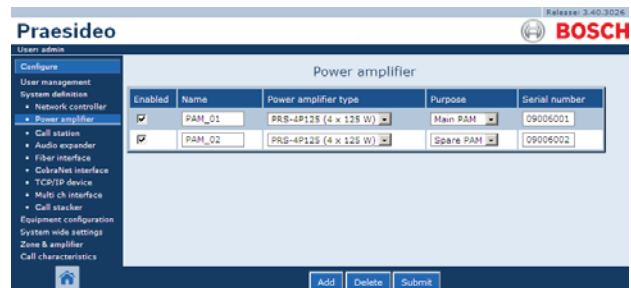 Release: 3.40.3026
Praesideo
BOSCH
User: admin
Configure
User management
System definition
• Network controller
• Power amplifier
• Call station
• Audio expander
• Fiber interface
• CobraNet interface
• TCP/IP device
• Multi ch interface
• Call stacker
Equipment configuration
System wide settings
Zone & amplifier
Call characteristics
Power amplifier
Enabled Name Power amplifier type Purpose Serial number
PAM_01 PRS-4P125 (4 x 125 W) Main PAM 09006001
PAM_02 PRS-4P125 (4 x 125 W) Spare PAM 09006002
Add Delete Submit